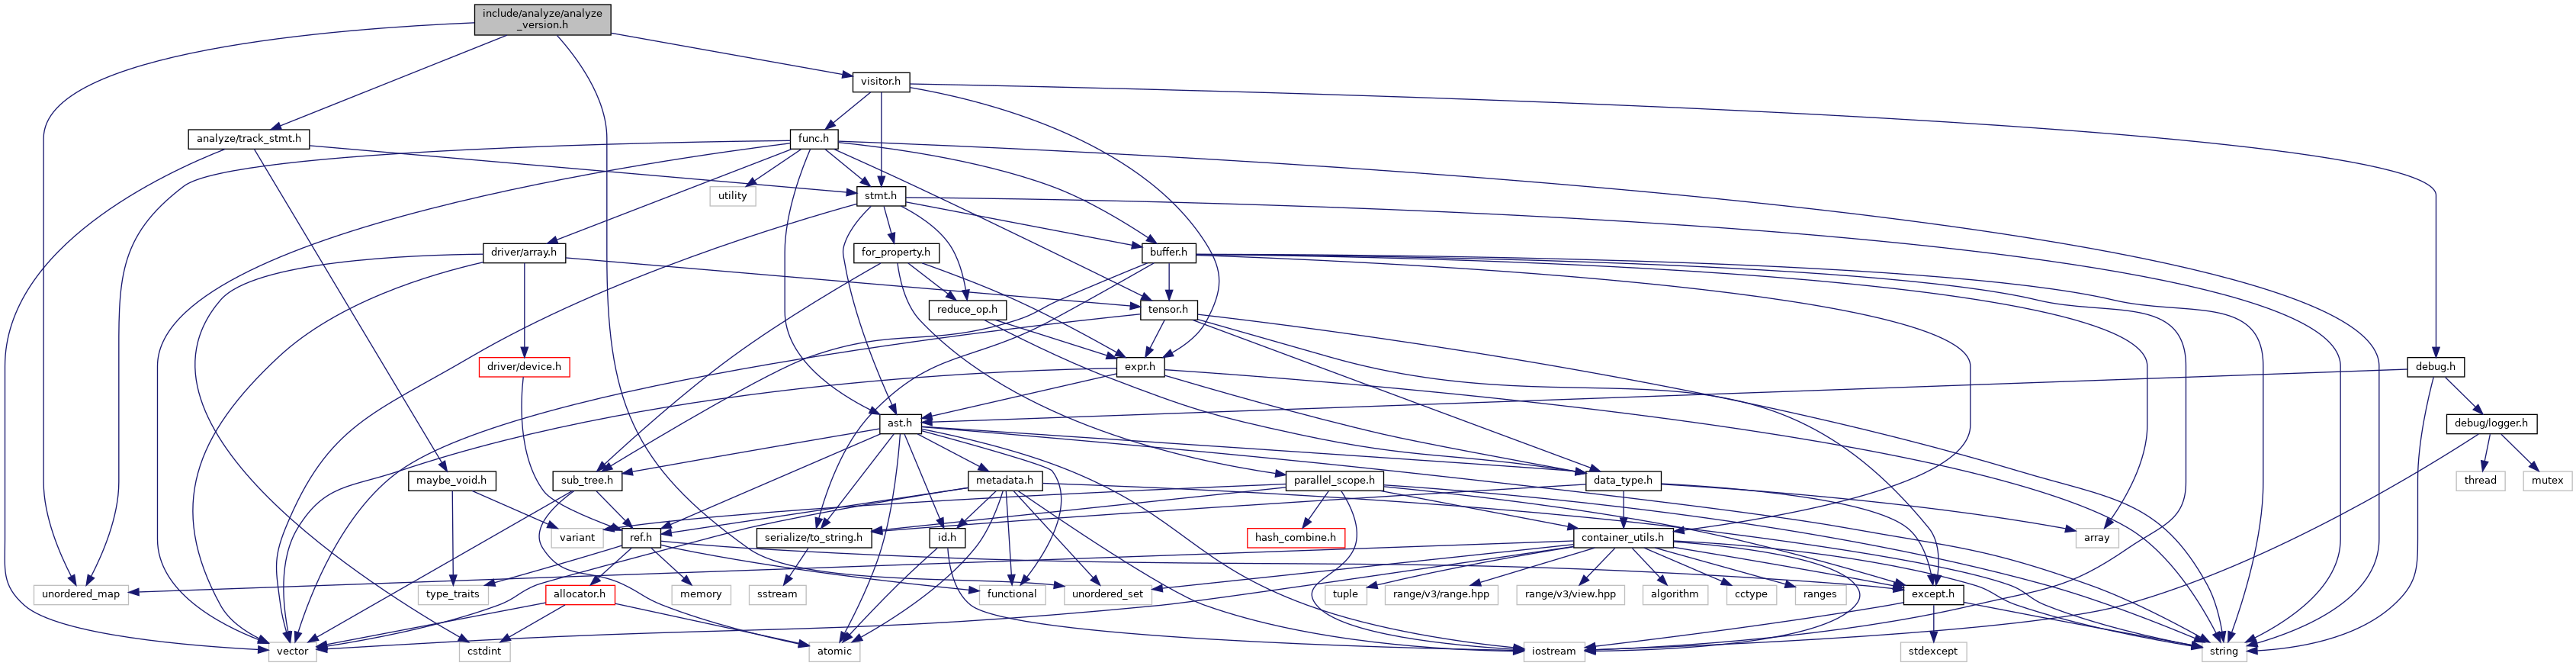 include/analyze/analyze
_version.h
visitor.h
analyze/track_stmt.h
func.h
utility
stmt.h
driver/array.h
for_property.h
buffer.h
reduce_op.h
tensor.h
driver/device.h
expr.h
debug.h
ast.h
debug/logger.h
maybe_void.h
sub_tree.h
metadata.h
parallel_scope.h
data_type.h
thread
mutex
variant
ref.h
serialize/to_string.h
id.h
hash_combine.h
container_utils.h
array
unordered_map
type_traits
allocator.h
memory
sstream
functional
unordered_set
tuple
range/v3/range.hpp
range/v3/view.hpp
algorithm
cctype
ranges
except.h
vector
cstdint
atomic
iostream
stdexcept
string